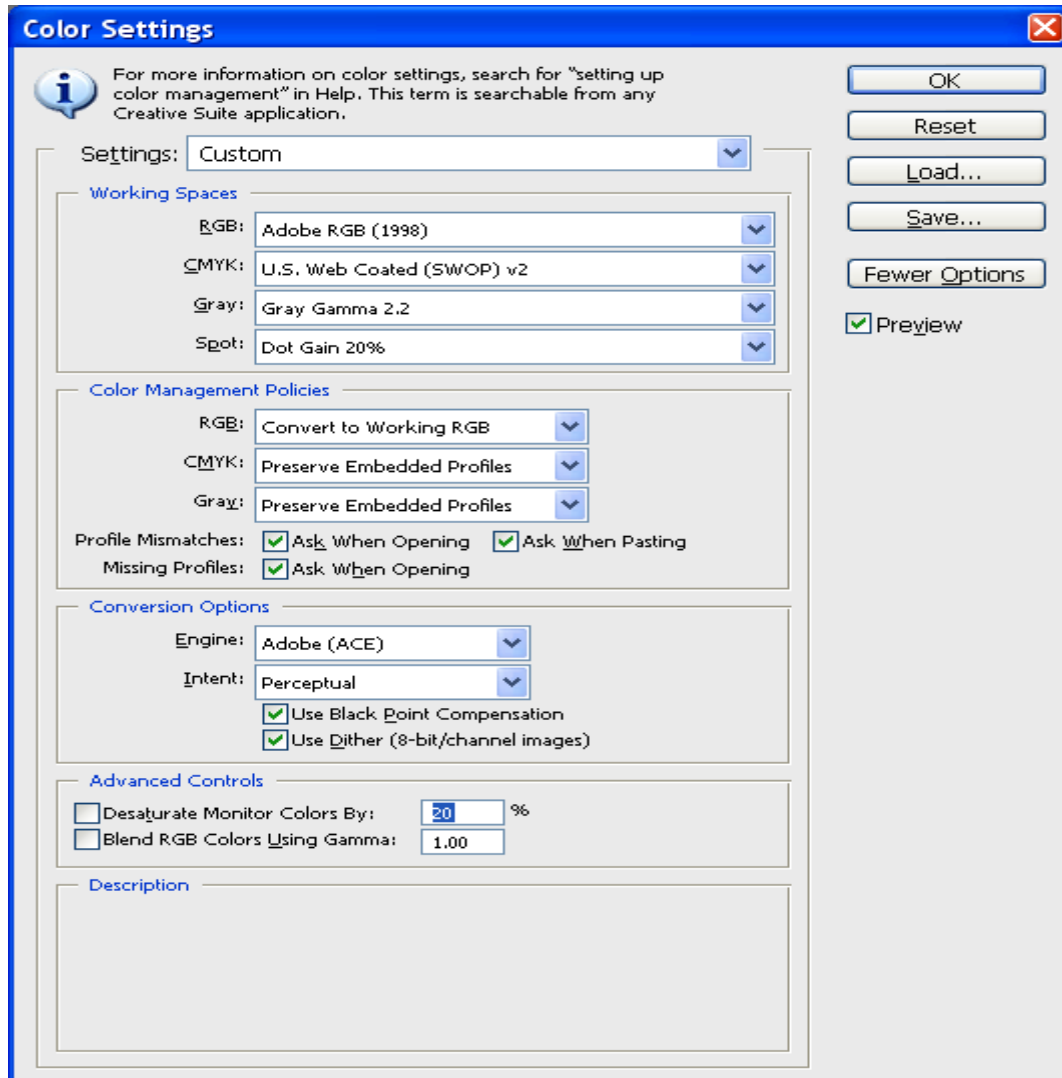 Color Settings
For more information on color settings, search for "setting up
color management" in Help. This term is searchable from any
Creative Suite application.
Settings: Custom
Working Spaces
RGB: Adobe RGB (1998)
CMYK: U.S. Web Coated (SWOP) v2
Gray: Gray Gamma 2.2
Spot: Dot Gain 20%
Color Management Policies
RGB: Convert to Working RGB
CMYK: Preserve Embedded Profiles
Gray: Preserve Embedded Profiles
Profile Mismatches: Ask When Opening Ask When Pasting
Missing Profiles: Ask When Opening
Conversion Options
Engine: Adobe (ACE)
Intent: Perceptual
Use Black Point Compensation
Use Dither (8-bit/channel images)
Advanced Controls
Desaturate Monitor Colors By: 20 %
Blend RGB Colors Using Gamma: 1.00
Description
OK
Reset
Load...
Save...
Fewer Options
Preview